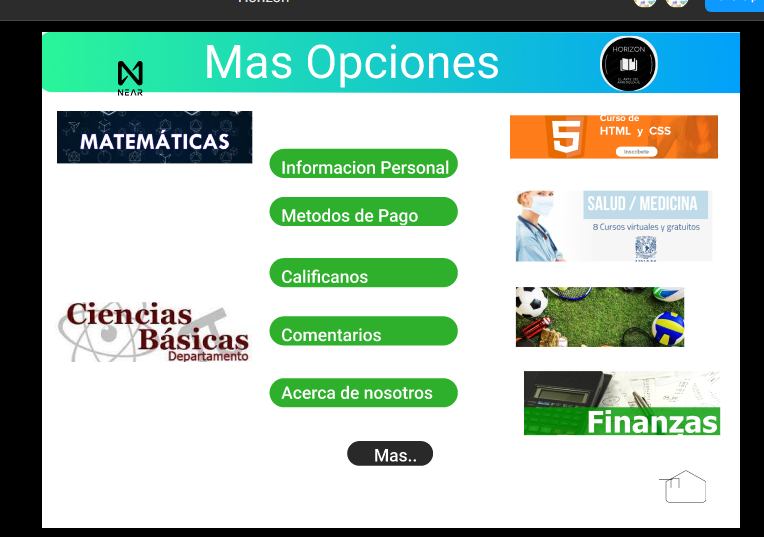 Mas Opciones
NEAR
HORIZON
MATEMÁTICAS
Informacion Personal
Metodos de Pago
Calificanos
Comentarios
Acerca de nosotros
Mas..
Ciencias
Básicas
Departamento
Curso de
HTML y CSS
Inscríbete
SALUD / MEDICINA
8 Cursos virtuales y gratuitos
UNAM
Finanzas